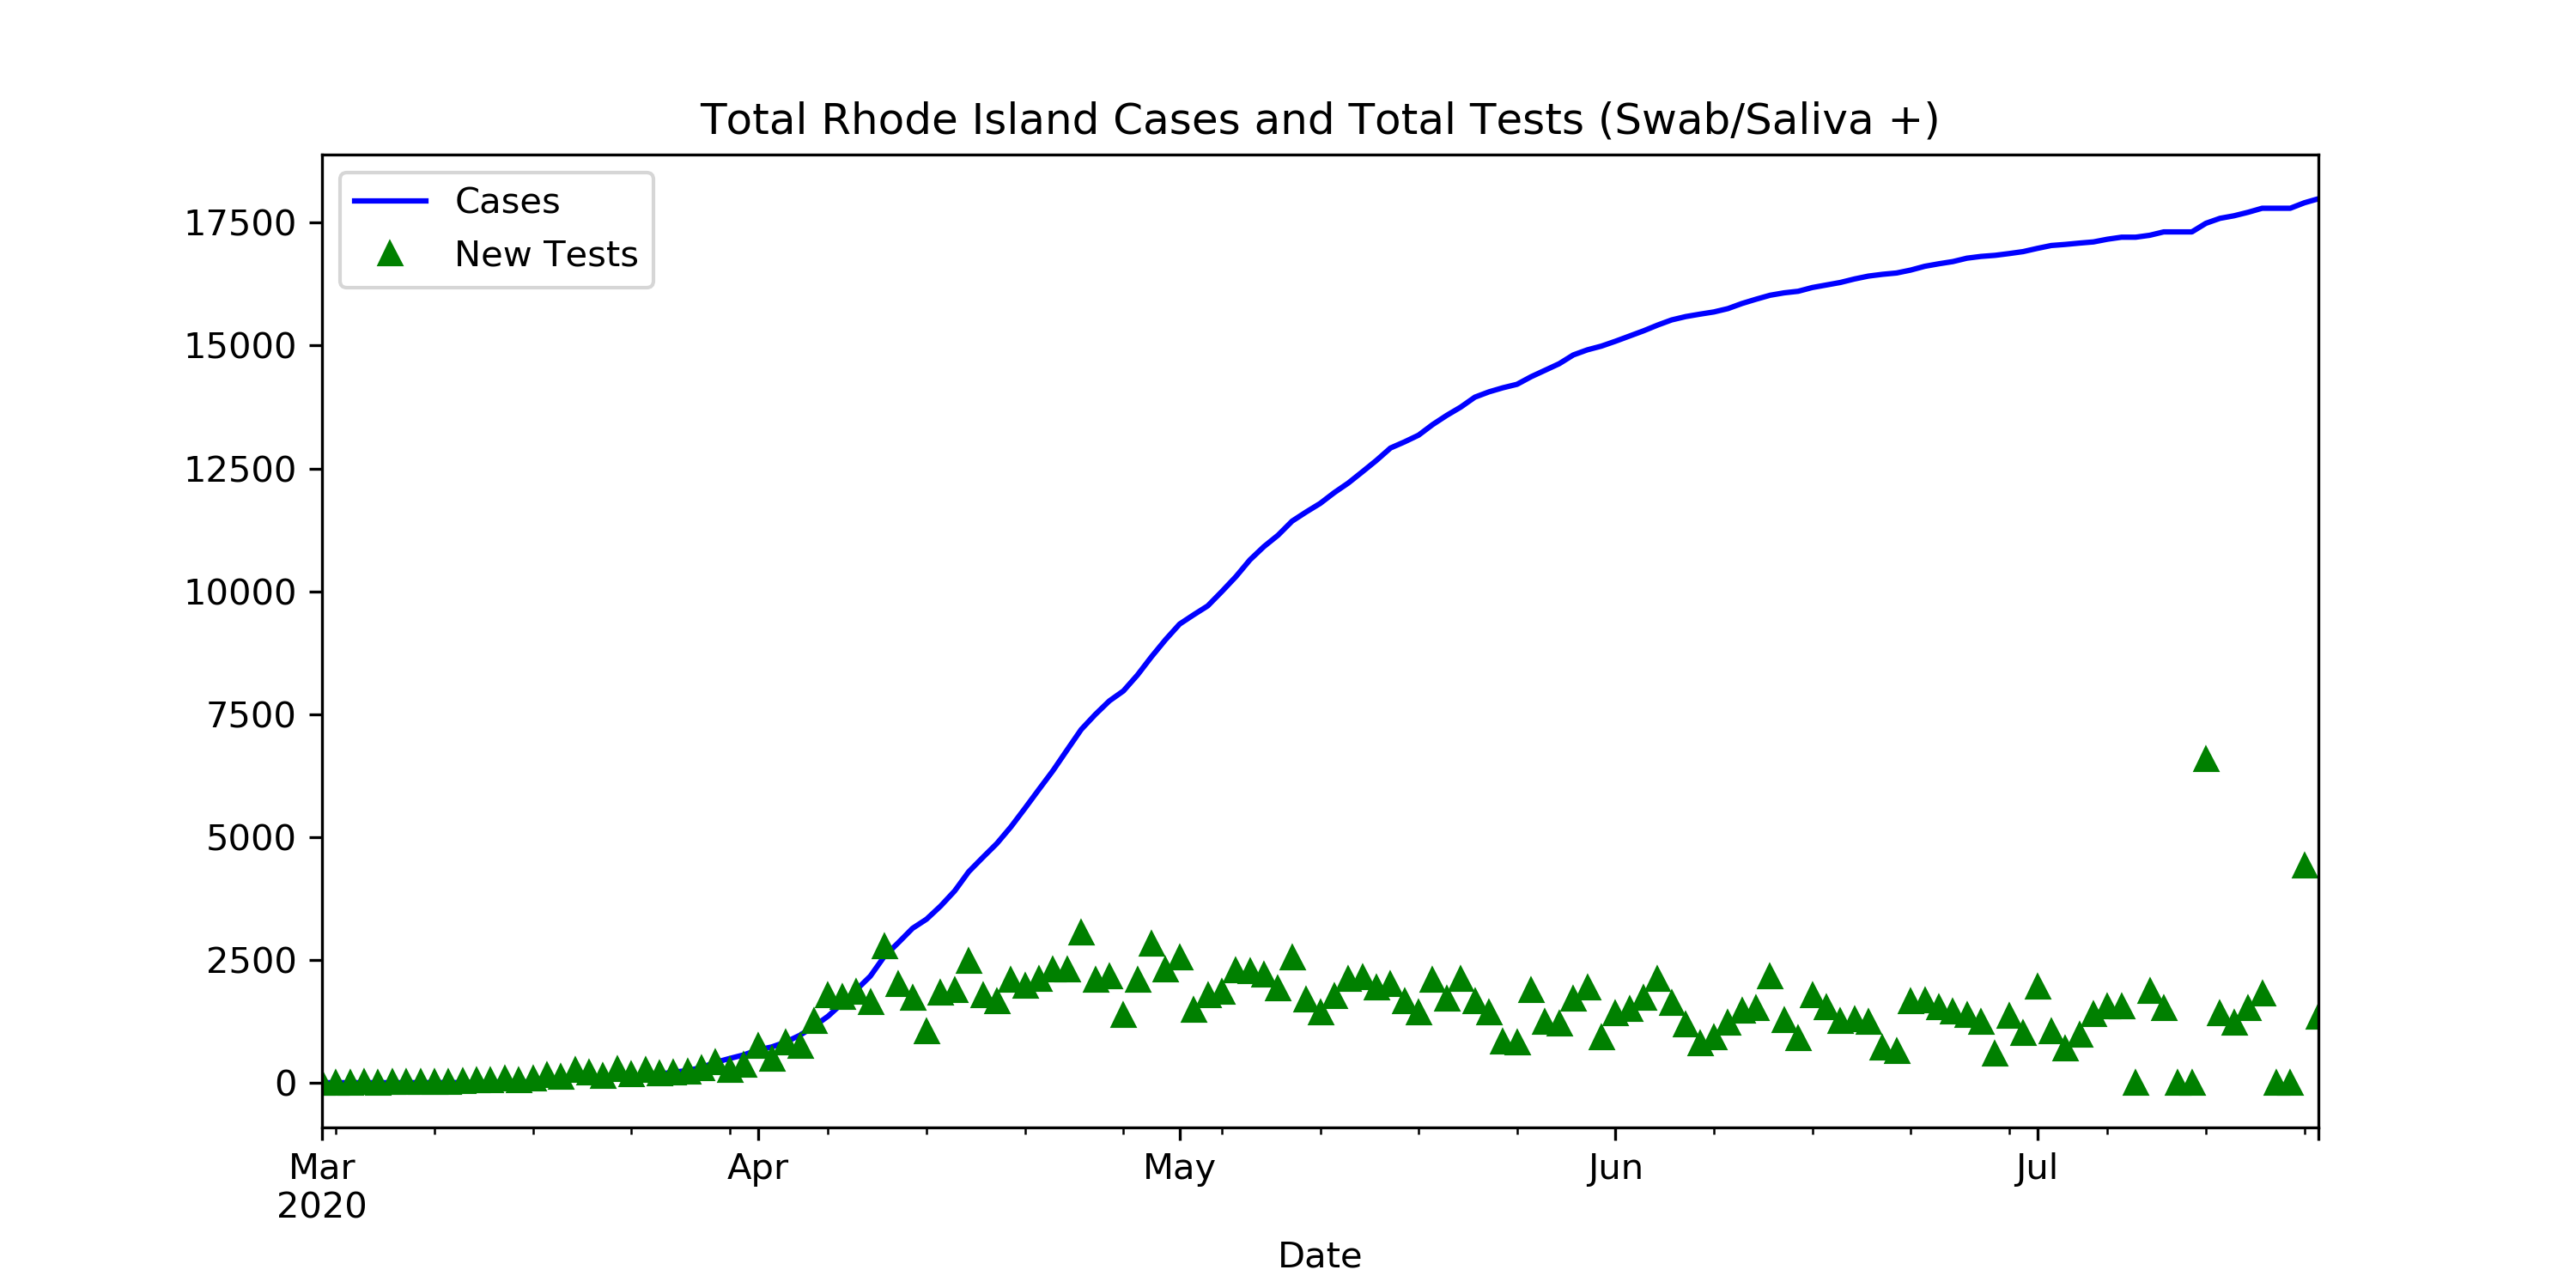 Total Rhode Island Cases and Total Tests (Swab/Saliva +)
Cases
New Tests
17500
15000
12500
10000
7500
5000
2500
0
Mar Apr May Jun Jul
2020
Date